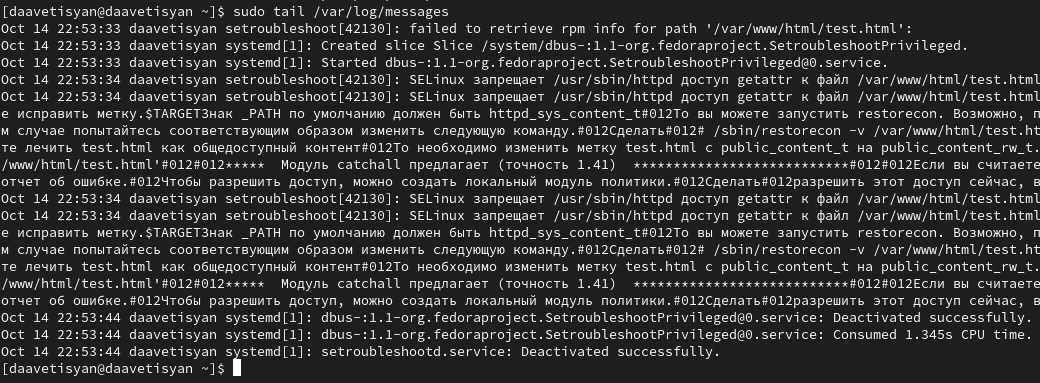 [daavetisyan@daavetisyan ~]$ sudo tail /var/log/messages
Oct 14 22:53:33 daavetisyan setroubleshoot[42130]: failed to retrieve rpm info for path '/var/www/html/test.html':
Oct 14 22:53:33 daavetisyan systemd[1]: Created slice Slice /system/dbus-:1.1-org.fedoraproject.SetroubleshootPrivileged.
Oct 14 22:53:33 daavetisyan systemd[1]: Started dbus-:1.1-org.fedoraproject.SetroubleshootPrivileged@0.service.
Oct 14 22:53:34 daavetisyan setroubleshoot[42130]: SELinux запрещает /usr/sbin/httpd доступ getattr к файл /var/www/html/test.html
Oct 14 22:53:34 daavetisyan setroubleshoot[42130]: SELinux запрещает /usr/sbin/httpd доступ getattr к файл /var/www/html/test.html
е исправить метку.$TARGETЗнак _PATH по умолчанию должен быть httpd_sys_content_t#012То вы можете запустить restorecon. Возможно, п
м случае попытайтесь соответствующим образом изменить следующую команду.#012Сделать#012# /sbin/restorecon -v /var/www/html/test.ht
те лечить test.html как общедоступный контент#012То необходимо изменить метку test.html с public_content_t на public_content_rw_t.
/www/html/test.html'#012#012*****  Модуль catchall предлагает (точность 1.41)  **************************#012#012Если вы считаете
отчет об ошибке.#012Чтобы разрешить доступ, можно создать локальный модуль политики.#012Сделать#012разрешить этот доступ сейчас, в
Oct 14 22:53:34 daavetisyan setroubleshoot[42130]: SELinux запрещает /usr/sbin/httpd доступ getattr к файл /var/www/html/test.html
Oct 14 22:53:34 daavetisyan setroubleshoot[42130]: SELinux запрещает /usr/sbin/httpd доступ getattr к файл /var/www/html/test.html
е исправить метку.$TARGETЗнак _PATH по умолчанию должен быть httpd_sys_content_t#012То вы можете запустить restorecon. Возможно, п
м случае попытайтесь соответствующим образом изменить следующую команду.#012Сделать#012# /sbin/restorecon -v /var/www/html/test.ht
те лечить test.html как общедоступный контент#012То необходимо изменить метку test.html с public_content_t на public_content_rw_t.
/www/html/test.html'#012#012*****  Модуль catchall предлагает (точность 1.41)  **************************#012#012Если вы считаете
отчет об ошибке.#012Чтобы разрешить доступ, можно создать локальный модуль политики.#012Сделать#012разрешить этот доступ сейчас, в
Oct 14 22:53:44 daavetisyan systemd[1]: dbus-:1.1-org.fedoraproject.SetroubleshootPrivileged@0.service: Deactivated successfully.
Oct 14 22:53:44 daavetisyan systemd[1]: dbus-:1.1-org.fedoraproject.SetroubleshootPrivileged@0.service: Consumed 1.345s CPU time.
Oct 14 22:53:44 daavetisyan systemd[1]: setroubleshootd.service: Deactivated successfully.
[daavetisyan@daavetisyan ~]$